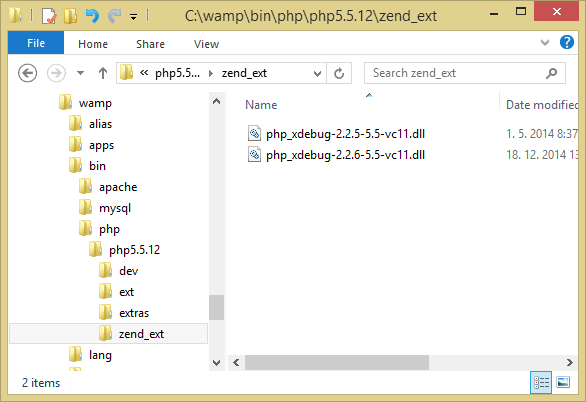 C:\wamp\bin\php\php5.5.12\zend_ext
File Home Share View
« php5.5... zend_ext Search zend_ext
wamp
alias
apps
bin
apache
mysql
php
php5.5.12
dev
ext
extras
zend_ext
lang
Name Date modified
php_xdebug-2.2.5-5.5-vc11.dll 1. 5. 2014 8:37
php_xdebug-2.2.6-5.5-vc11.dll 18. 12. 2014 13
2 items